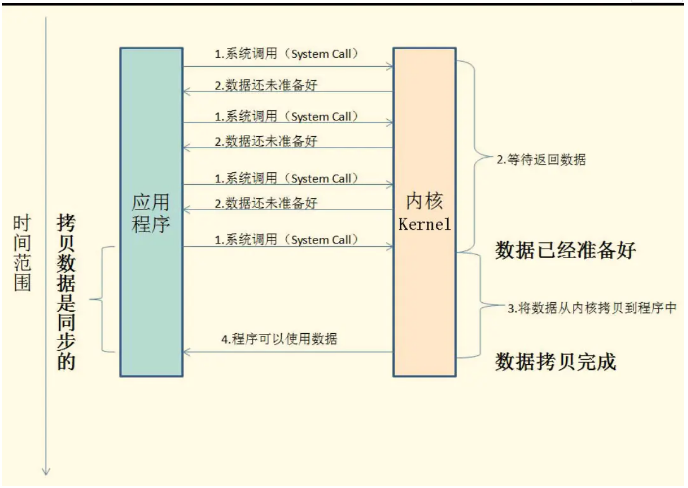 1.系统调用（System Call）
2.数据还未准备好
1.系统调用（System Call）
2.数据还未准备好
2.等待返回数据
1.系统调用（System Call）
2.数据还未准备好
应用
程序
内核
Kernel
时间范围
拷贝数据是同步的
1.系统调用（System Call）
数据已经准备好
3.将数据从内核拷贝到程序中
4.程序可以使用数据
数据拷贝完成